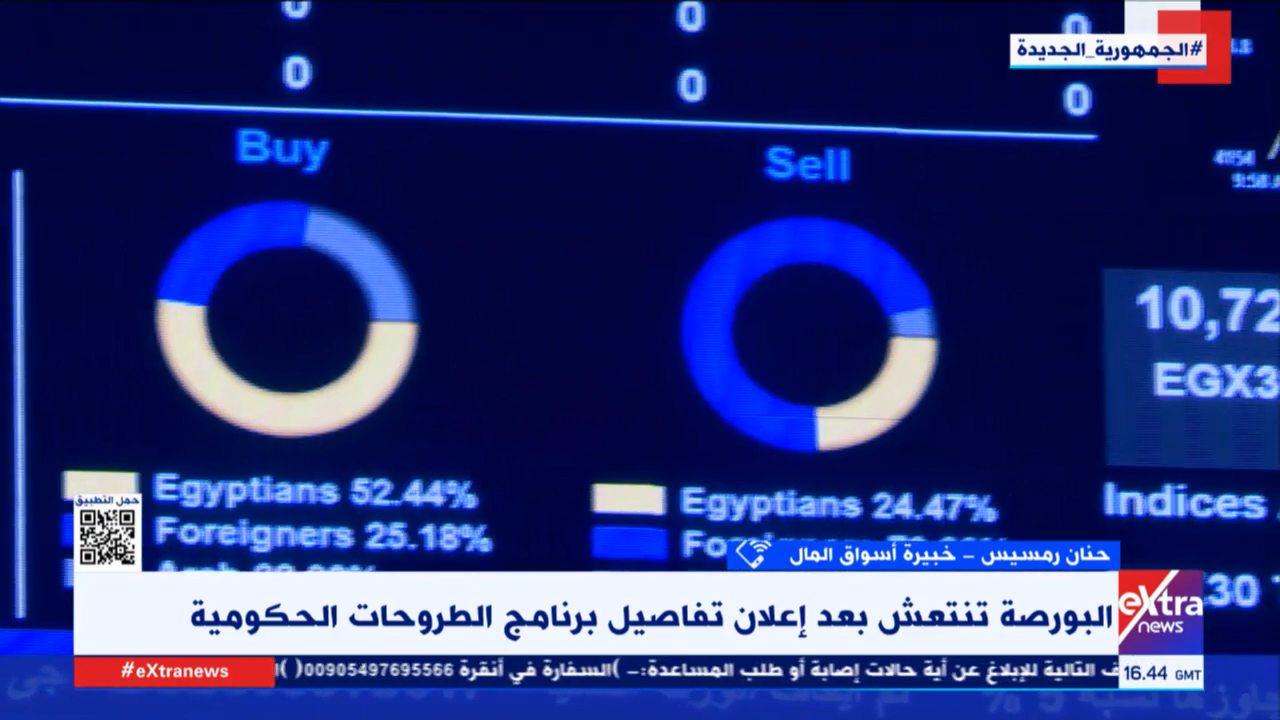 #الجمهورية_الجديدة
0 0 0
0 0 0
Buy
Sell
Egyptians 52.44%
Foreigners 25.18%
Egyptians 24.47%
10,72
EGX3
Indices
30
حمل التطبيق
حنان رمسيس – خبيرة أسواق المال
البورصة تنتعش بعد إعلان تفاصيل برنامج الطروحات الحكومية
eXtra
news
#eXtranews
ف التالية للإبلاغ عن أية حالات إصابة أو طلب المساعدة:– )السفارة في أنقرة 00905497695566( )ا
16.44 GMT